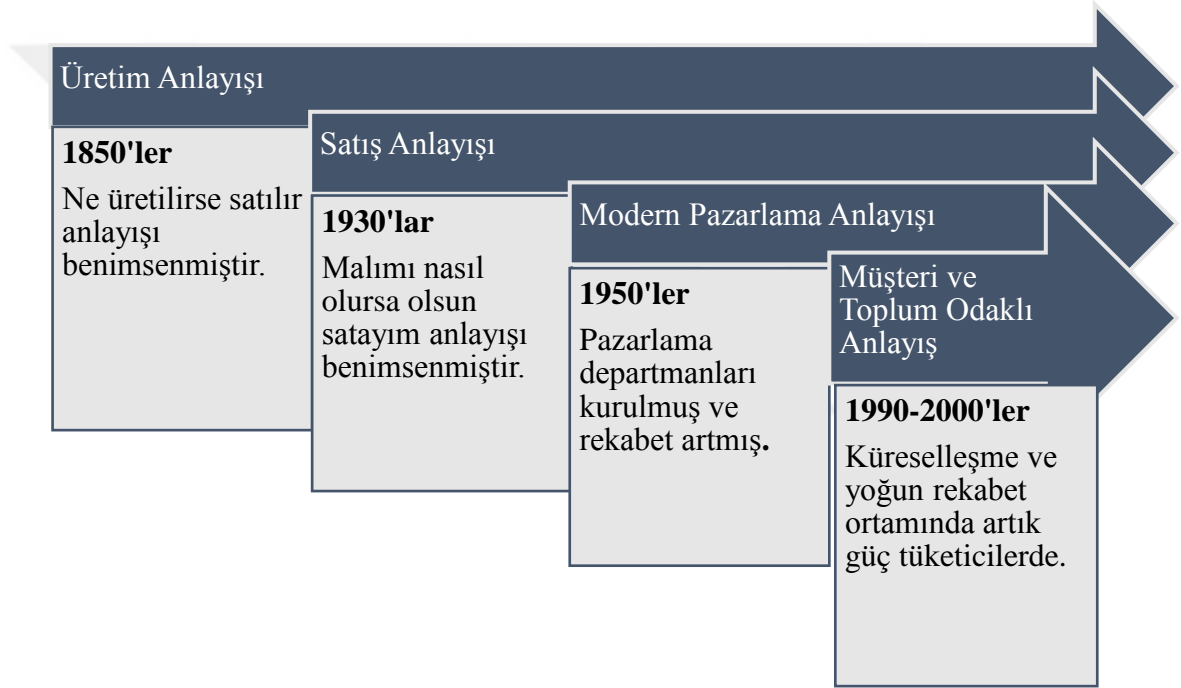 Üretim Anlayışı
1850'ler
Ne üretilirse satılır
anlayışı
benimsenmiştir.
Satış Anlayışı
1930'lar
Malımı nasıl
olursa olsun
satayım anlayışı
benimsenmiştir.
Modern Pazarlama Anlayışı
1950'ler
Pazarlama
departmanları
kurulmuş ve
rekabet artmış.
Müşteri ve
Toplum Odaklı
Anlayış
1990-2000'ler
Küreselleşme ve
yoğun rekabet
ortamında artık
güç tüketicilerde.